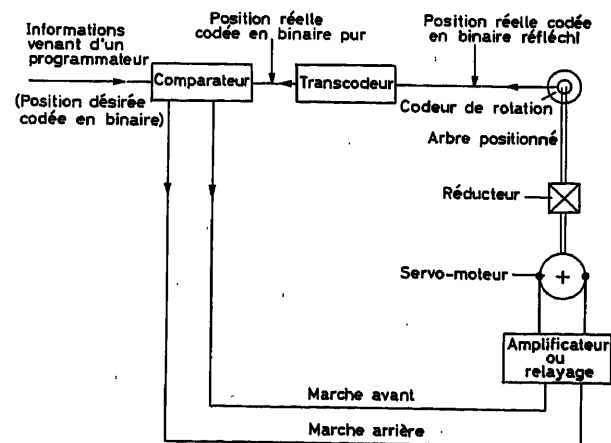 Informations
venant d'un
programmateur
(Position désirée
codée en binaire)
Comparateur
Position réelle
codée en binaire pur
Transcodeur
Position réelle codée
en binaire réfléchi
Codeur de rotation
Arbre positionné
Réducteur
Servo-moteur
+
Amplificateur
ou
relayage
Marche avant
Marche arrière